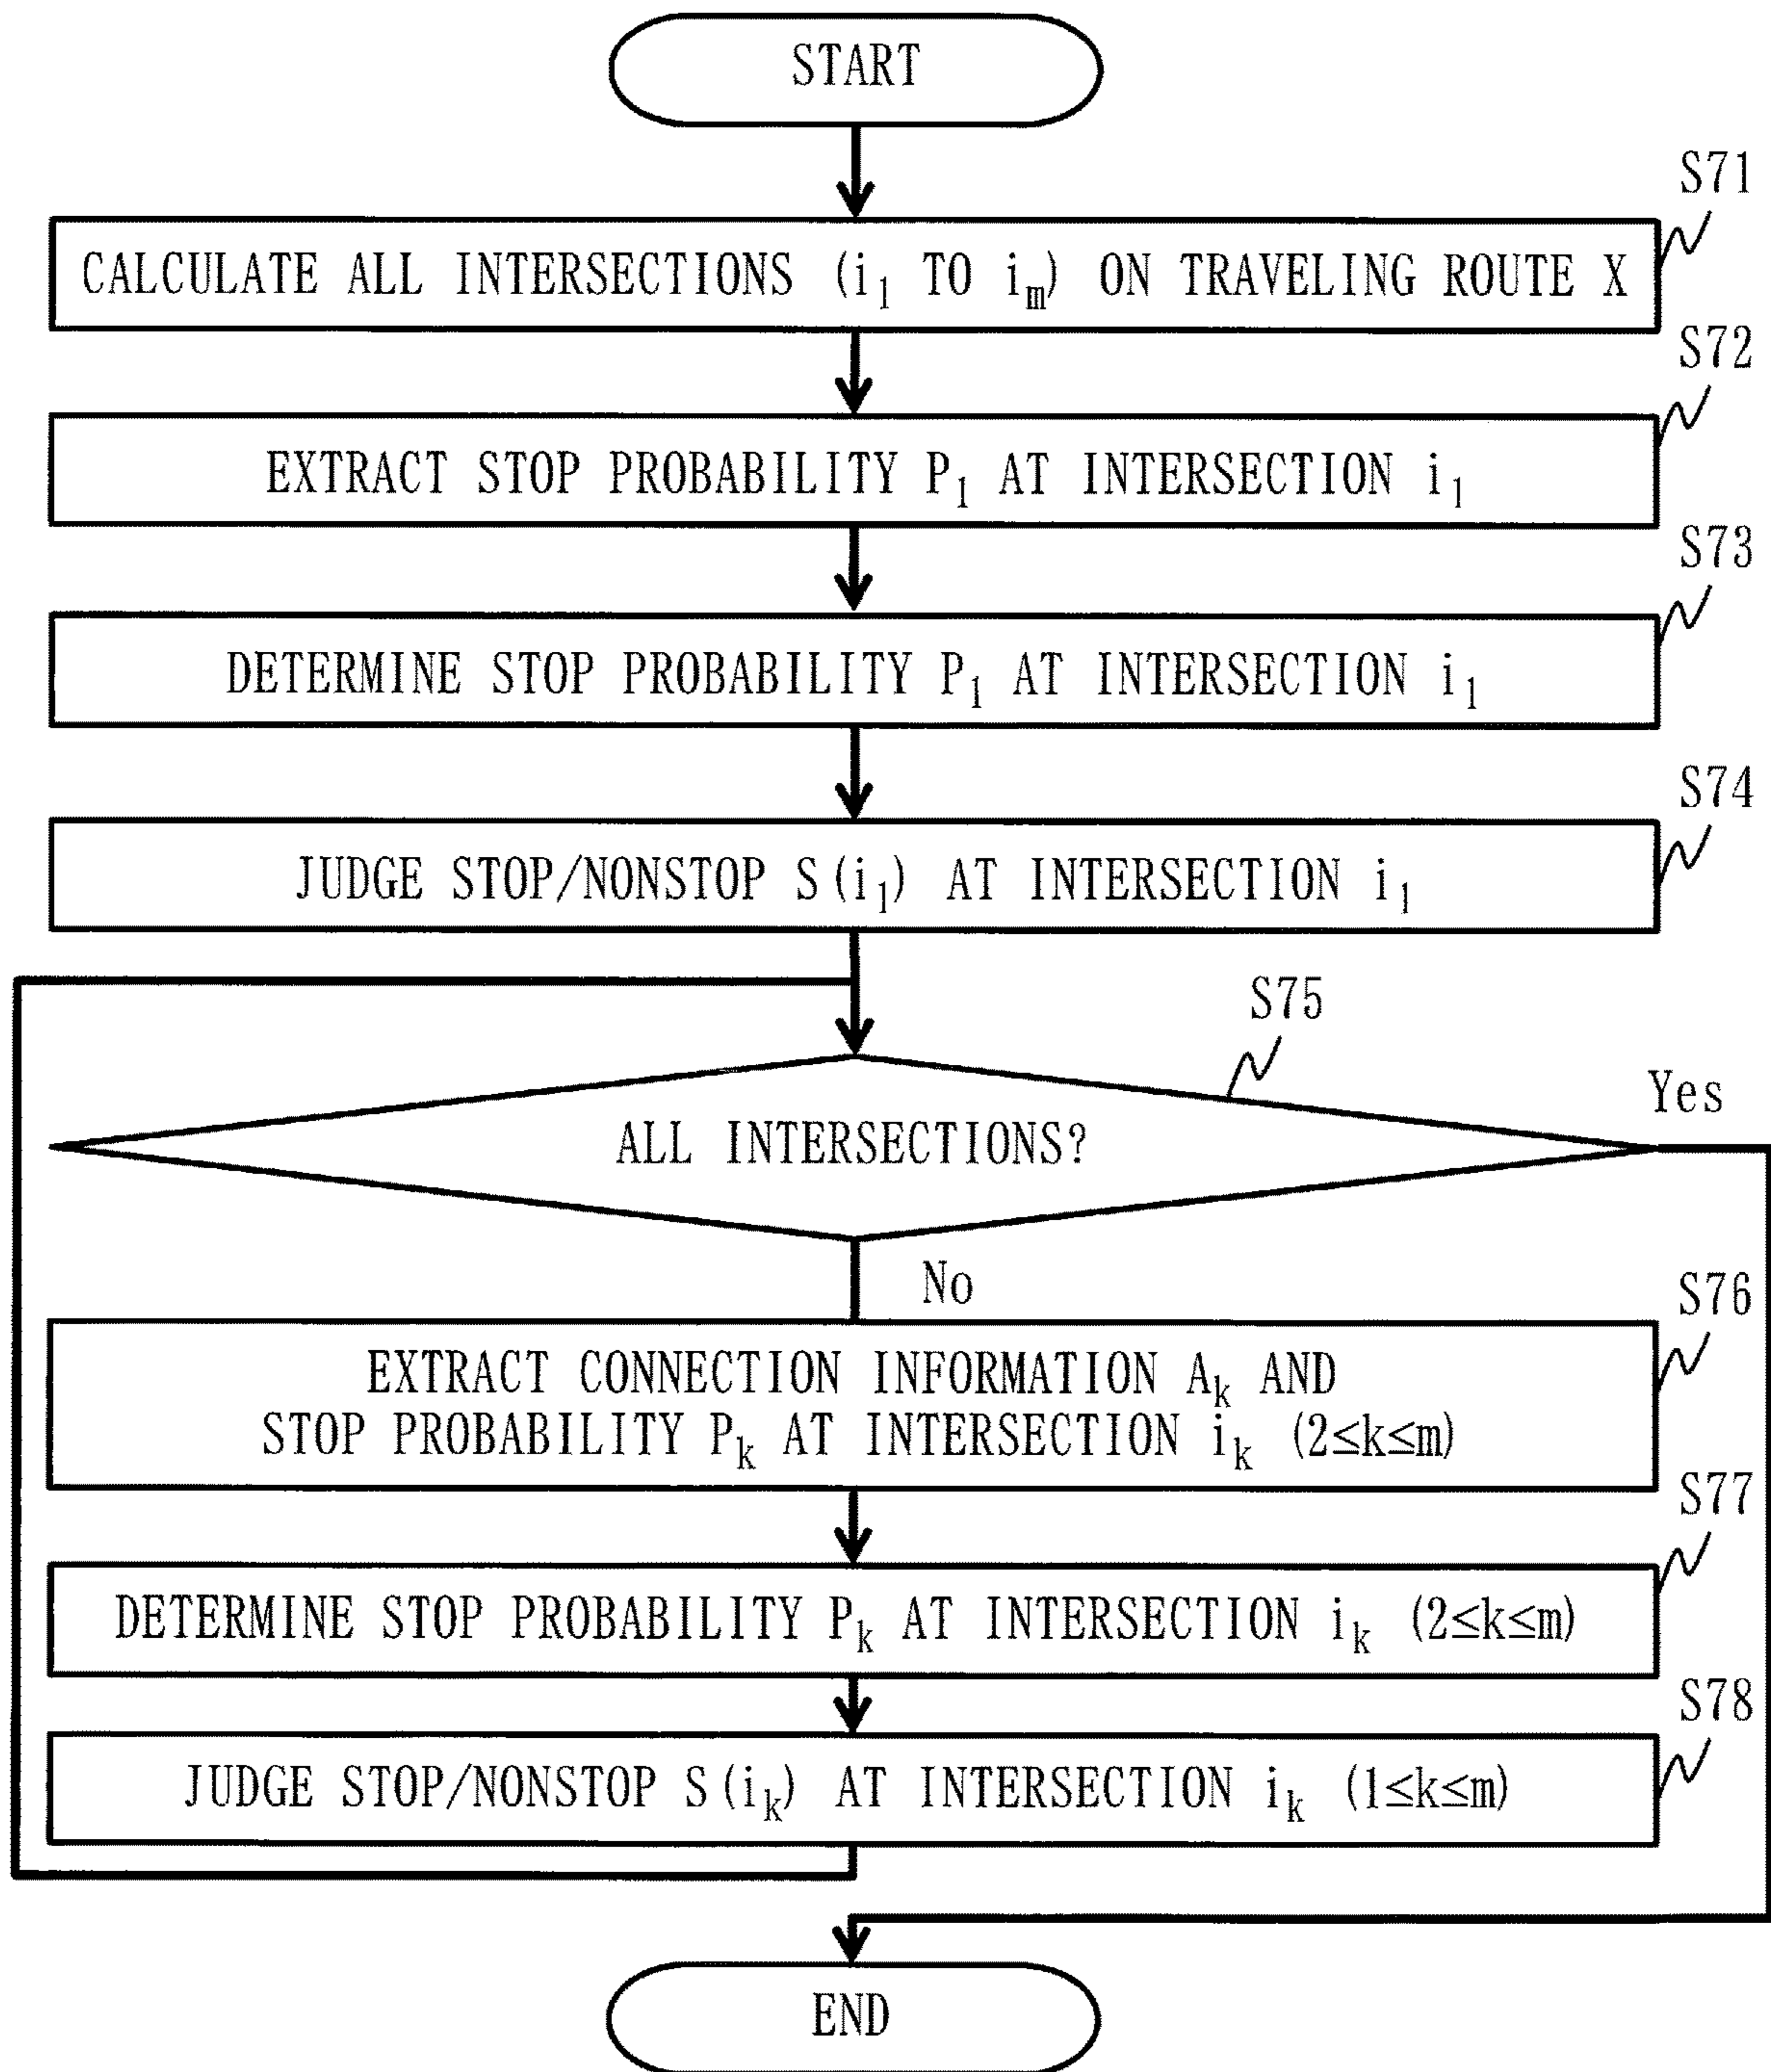 START
S71
CALCULATE ALL INTERSECTIONS (i₁ TO iₘ) ON TRAVELING ROUTE X
S72
EXTRACT STOP PROBABILITY P₁ AT INTERSECTION i₁
S73
DETERMINE STOP PROBABILITY P₁ AT INTERSECTION i₁
S74
JUDGE STOP/NONSTOP S(i₁) AT INTERSECTION i₁
S75
Yes
ALL INTERSECTIONS?
No
S76
EXTRACT CONNECTION INFORMATION Aₖ AND
STOP PROBABILITY Pₖ AT INTERSECTION iₖ (2≤k≤m)
S77
DETERMINE STOP PROBABILITY Pₖ AT INTERSECTION iₖ (2≤k≤m)
S78
JUDGE STOP/NONSTOP S(iₖ) AT INTERSECTION iₖ (1≤k≤m)
END